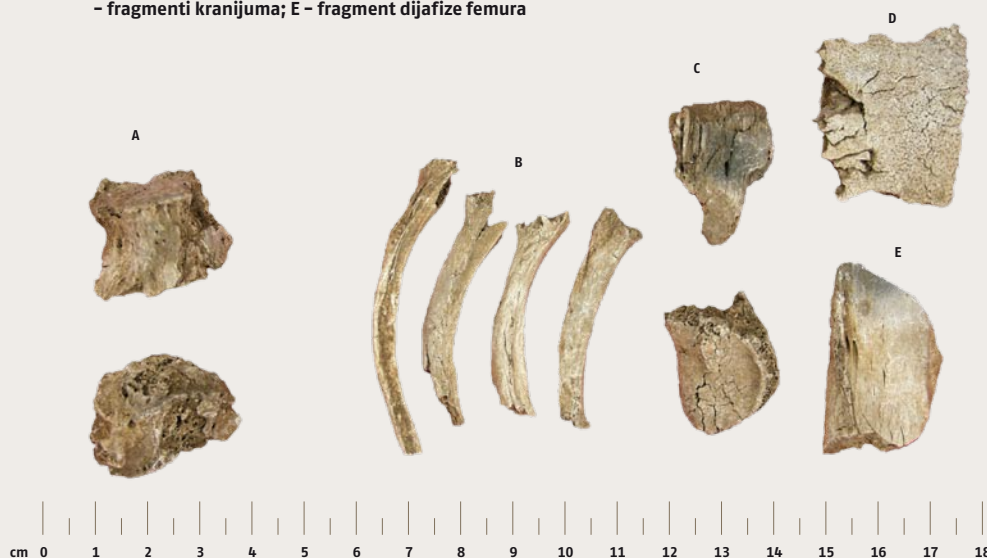 – fragmenti kranijuma; E – fragment dijafize femura
D
C
A
B
E
cm 0 1 2 3 4 5 6 7 8 9 10 11 12 13 14 15 16 17 18